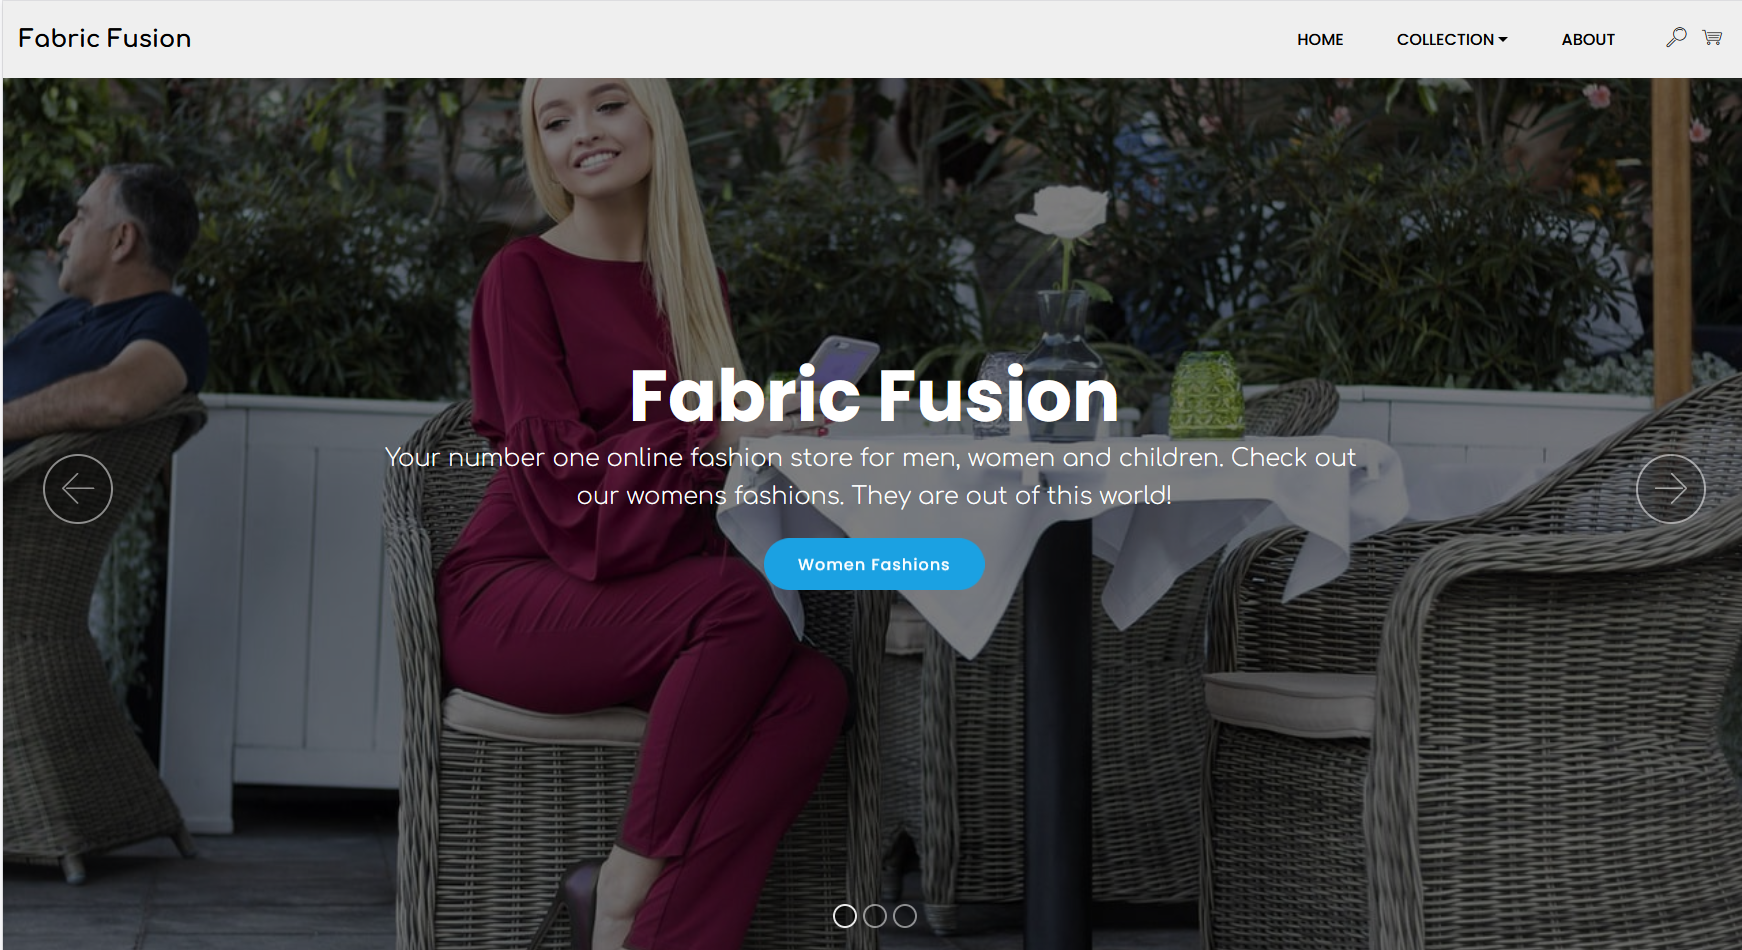 Fabric Fusion
HOME COLLECTION ABOUT
Fabric Fusion
Your number one online fashion store for men, women and children. Check out
our womens fashions. They are out of this world!
Women Fashions